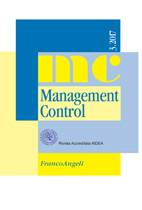 mc
3.2017
Management
Control
Rivista Accreditata AIDEA
FrancoAngeli